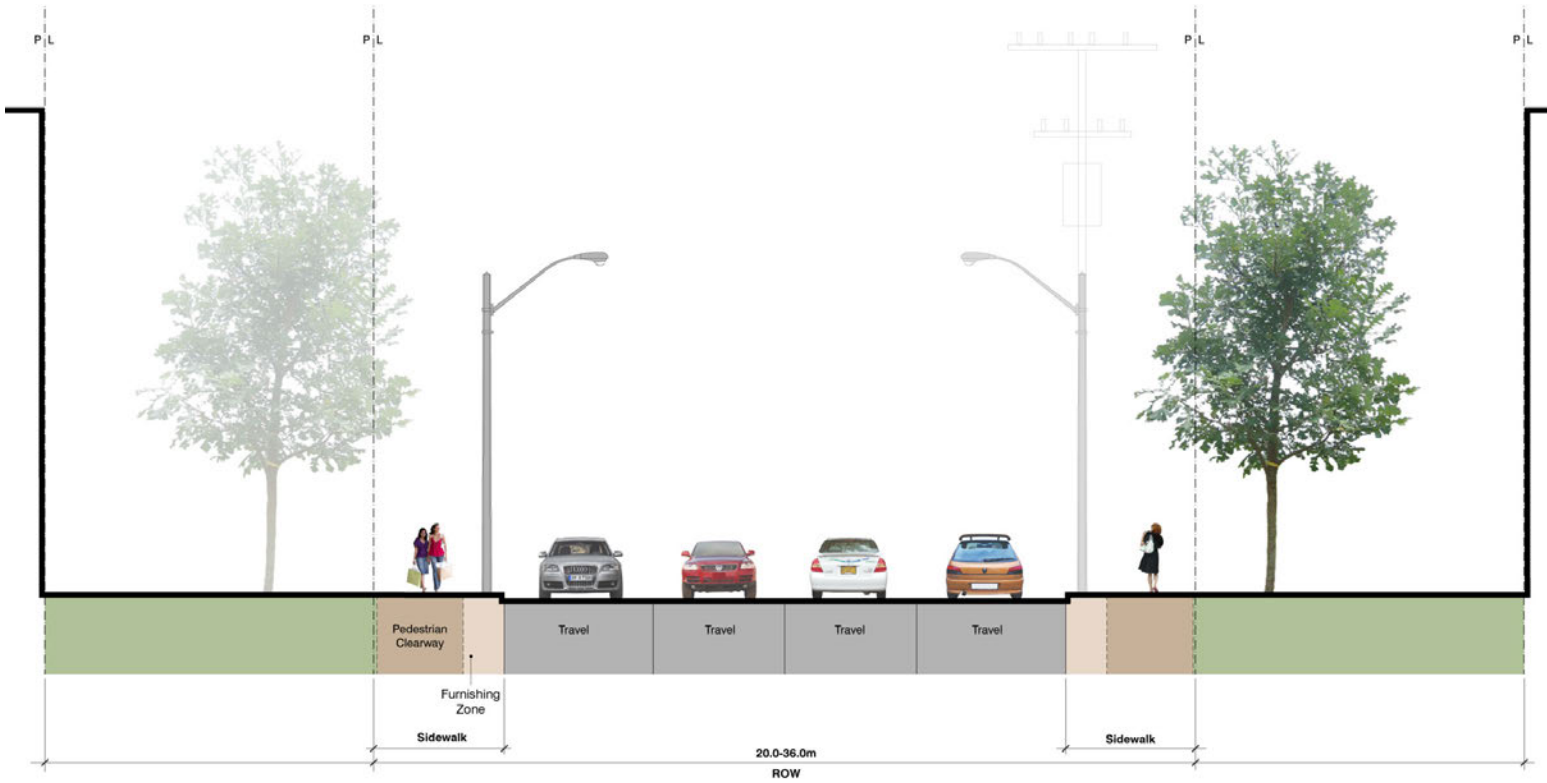 P L
P L
P L
P L
Pedestrian
Clearway
Travel
Travel
Travel
Travel
Furnishing
Zone
Sidewalk
Sidewalk
20.0-36.0m
ROW